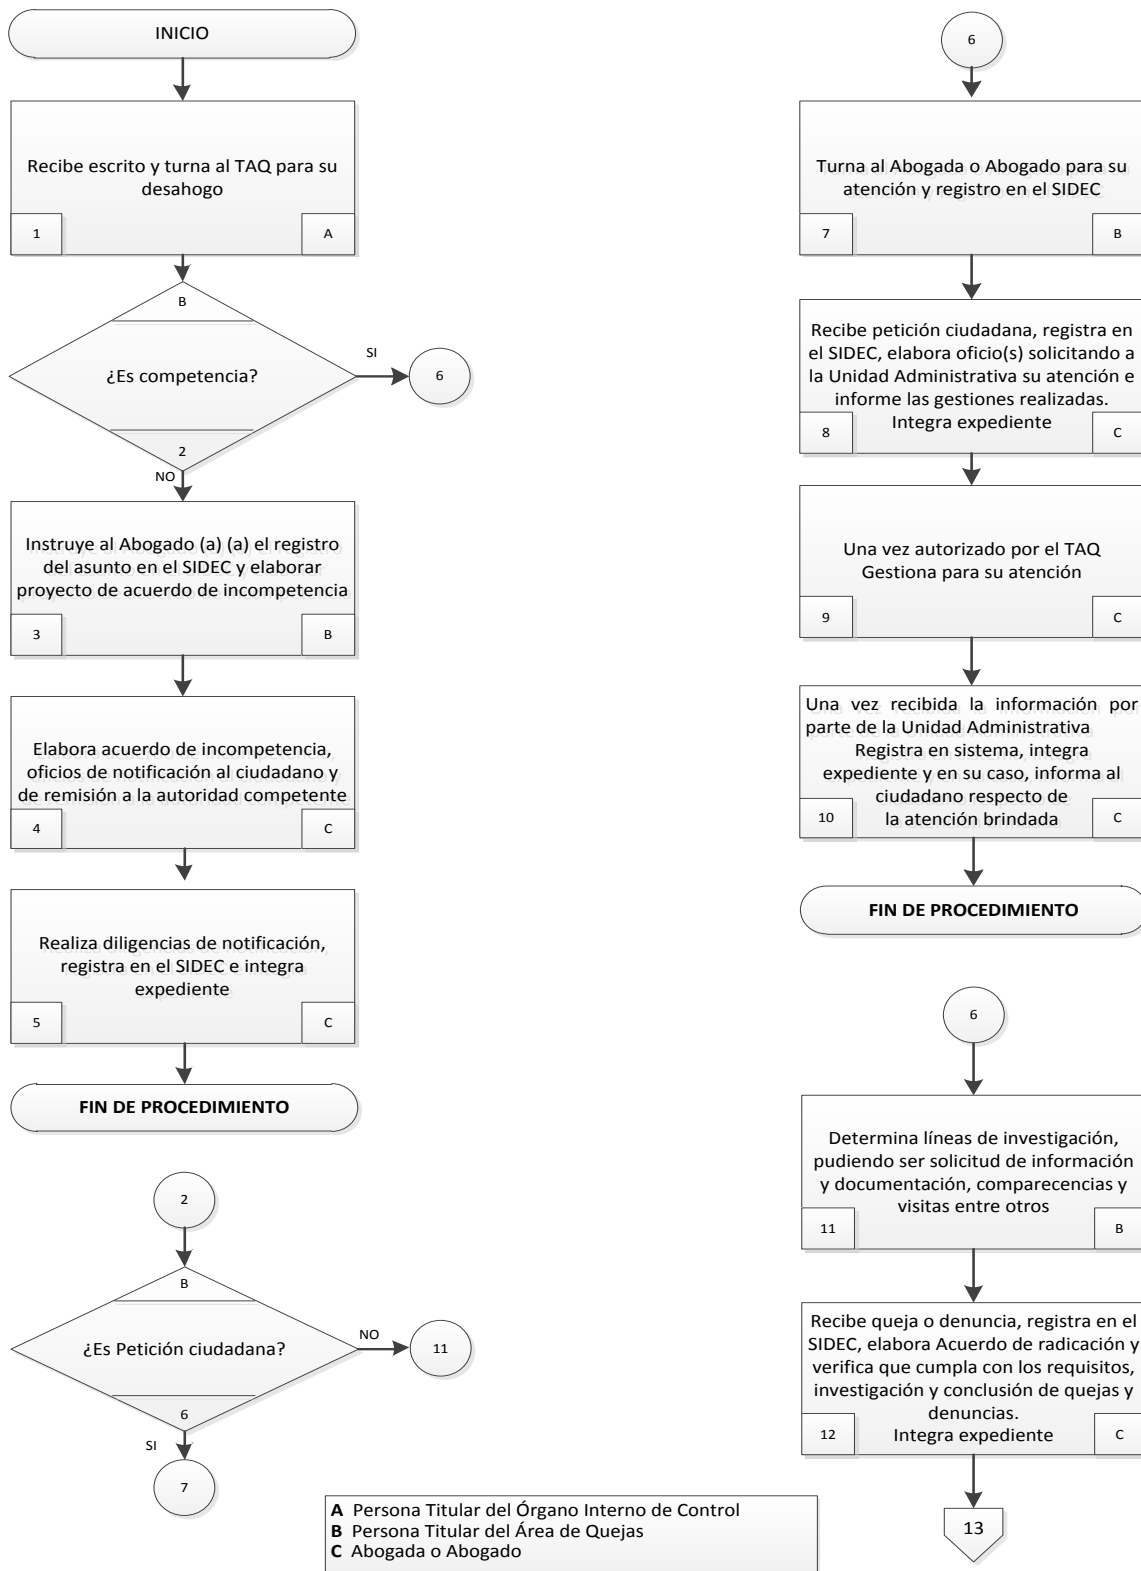 INICIO
Recibe escrito y turna al TAQ para su
desahogo
1
A
B
¿Es competencia?
SI
6
2
NO
Instruye al Abogado (a) (a) el registro
del asunto en el SIDEC y elaborar
proyecto de acuerdo de incompetencia
3
B
Elabora acuerdo de incompetencia,
oficios de notificación al ciudadano y
de remisión a la autoridad competente
4
C
Realiza diligencias de notificación,
registra en el SIDEC e integra
expediente
5
C
FIN DE PROCEDIMIENTO
2
B
¿Es Petición ciudadana?
NO
11
6
SI
7
6
Turna al Abogada o Abogado para su
atención y registro en el SIDEC
7
B
Recibe petición ciudadana, registra en
el SIDEC, elabora oficio(s) solicitando a
la Unidad Administrativa su atención e
informe las gestiones realizadas.
Integra expediente
8
C
Una vez autorizado por el TAQ
Gestiona para su atención
9
C
Una vez recibida la información por
parte de la Unidad Administrativa
Registra en sistema, integra
expediente y en su caso, informa al
ciudadano respecto de
la atención brindada
10
C
FIN DE PROCEDIMIENTO
6
Determina líneas de investigación,
pudiendo ser solicitud de información
y documentación, comparecencias y
visitas entre otros
11
B
Recibe queja o denuncia, registra en el
SIDEC, elabora Acuerdo de radicación y
verifica que cumpla con los requisitos,
investigación y conclusión de quejas y
denuncias.
Integra expediente
12
C
13
A Persona Titular del Órgano Interno de Control
B Persona Titular del Área de Quejas
C Abogada o Abogado